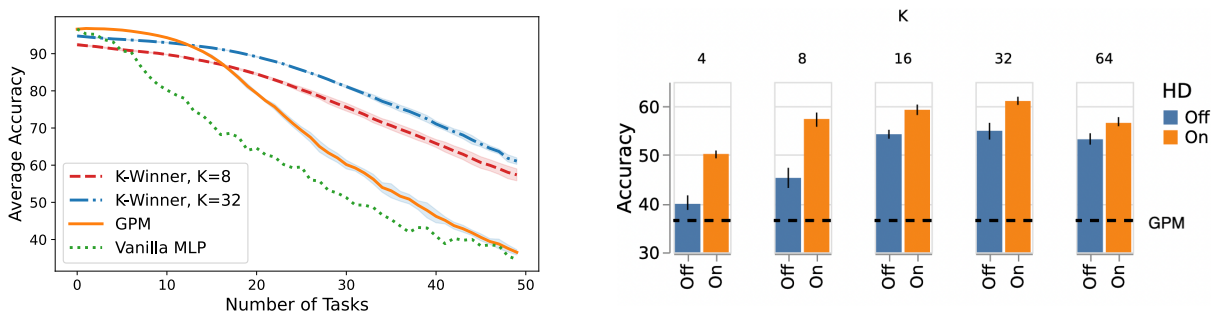 Average Accuracy
90
80
70
60
50
40
K-Winner, K=8
K-Winner, K=32
GPM
Vanilla MLP
0 10 20 30 40 50
Number of Tasks
K
4 8 16 32 64
Accuracy
60
50
40
30
Off On Off On Off On Off On Off On
HD
Off
On
GPM